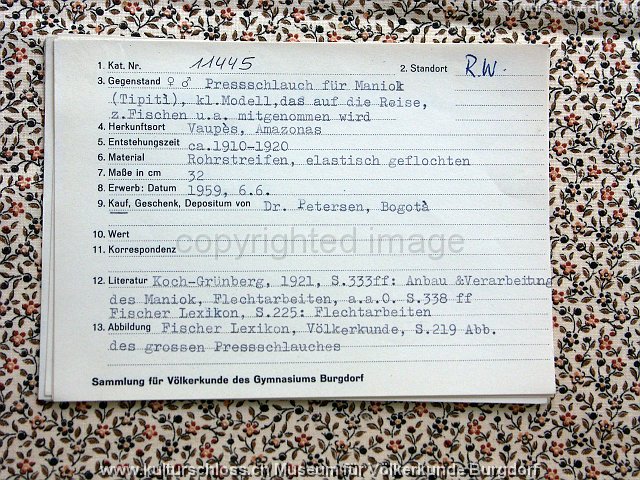 1. Kat. Nr. 11445 2. Standort R.W.
3. Gegenstand ♀ ♂ Pressschlauch für Maniok
(Tipiti), kl.Modell,das auf die Reise,
z.Fischen u.a. mitgenommen wird
4. Herkunftsort Vaupès, Amazonas
5. Entstehungszeit ca.1910-1920
6. Material Rohrstreifen, elastisch geflochten
7. Maße in cm 32
8. Erwerb: Datum 1959, 6.6.
9. Kauf, Geschenk, Depositum von Dr. Petersen, Bogotà
10. Wert
11. Korrespondenz
copyrighted image
12. Literatur Koch-Grünberg, 1921, S.333ff: Anbau &Verarbeitung
des Maniok, Flechtarbeiten, a.a.O. S.338 ff
Fischer Lexikon, S.225: Flechtarbeiten
13. Abbildung Fischer Lexikon, Völkerkunde, S.219 Abb.
des grossen Pressschlauches
Sammlung für Völkerkunde des Gymnasiums Burgdorf
www.kulturschloss.ch Museum für Völkerkunde Burgdorf